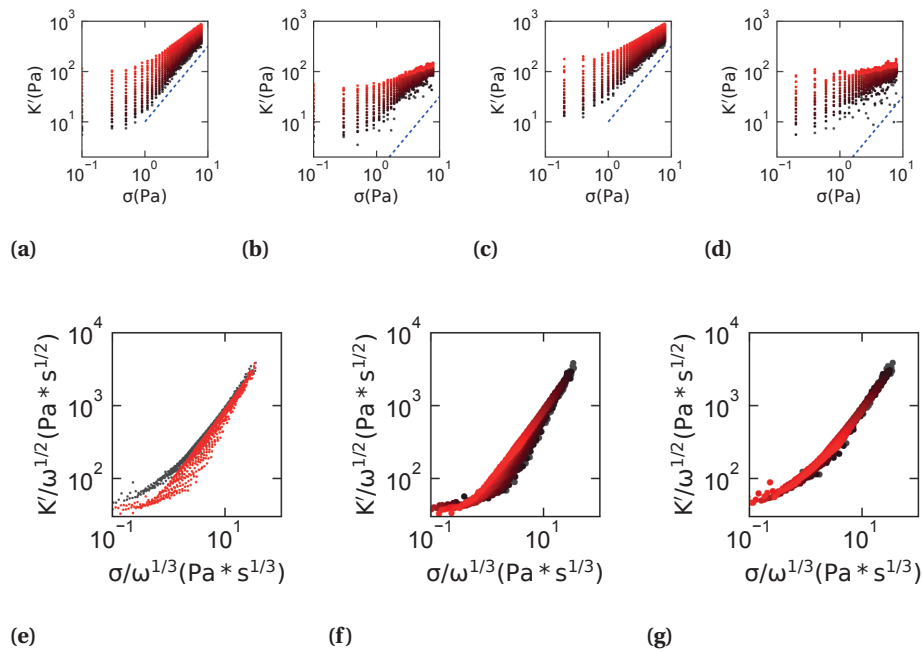 10³ 10³ 10³ 10³
10² 10² 10² 10²
10¹ 10¹ 10¹ 10¹
K'(Pa) K'(Pa) K'(Pa) K'(Pa)
10⁻¹ 10⁰ 10¹ 10⁻¹ 10⁰ 10¹ 10⁻¹ 10⁰ 10¹ 10⁻¹ 10⁰ 10¹
σ(Pa) σ(Pa) σ(Pa) σ(Pa)
(a) (b) (c) (d)
10⁴ 10⁴ 10⁴
10³ 10³ 10³
10² 10² 10²
K'/ω^1/2(Pa * s^1/2) K'/ω^1/2(Pa * s^1/2) K'/ω^1/2(Pa * s^1/2)
10⁻¹ 10¹ 10⁻¹ 10¹ 10⁻¹ 10¹
σ/ω^1/3(Pa * s^1/3) σ/ω^1/3(Pa * s^1/3) σ/ω^1/3(Pa * s^1/3)
(e) (f) (g)